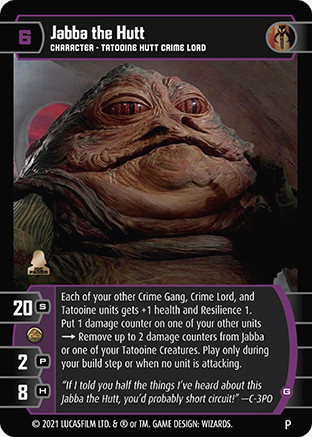 6
Jabba the Hutt
CHARACTER - TATOOINE HUTT CRIME LORD
Each of your other Crime Gang, Crime Lord, and
Tatooine units gets +1 health and Resilience 1.
20 S
Put 1 damage counter on one of your other units
→ Remove up to 2 damage counters from Jabba
or one of your Tatooine Creatures. Play only during
your build step or when no unit is attacking.
2 P
8 H
“If I told you half the things I’ve heard about this
Jabba the Hutt, you’d probably short circuit!” —C-3PO
G
© 2021 LUCASFILM LTD. & ® or TM. GAME DESIGN: WIZARDS.
P